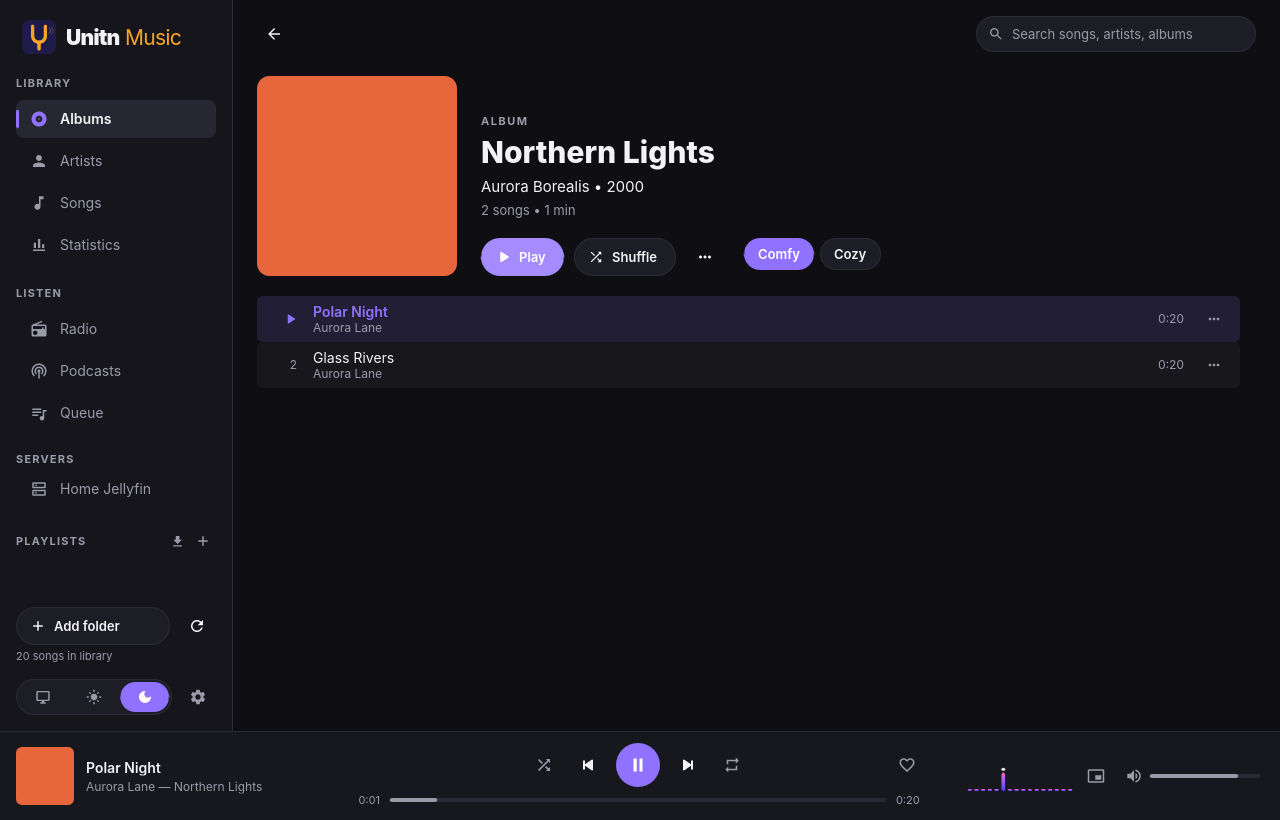 Unitn Music
LIBRARY
Albums
Artists
Songs
Statistics
LISTEN
Radio
Podcasts
Queue
SERVERS
Home Jellyfin
PLAYLISTS
Add folder
20 songs in library
Search songs, artists, albums
ALBUM
Northern Lights
Aurora Borealis • 2000
2 songs • 1 min
Play
Shuffle
Comfy
Cozy
Polar Night
Aurora Lane
0:20
2
Glass Rivers
Aurora Lane
0:20
Polar Night
Aurora Lane — Northern Lights
0:01
0:20